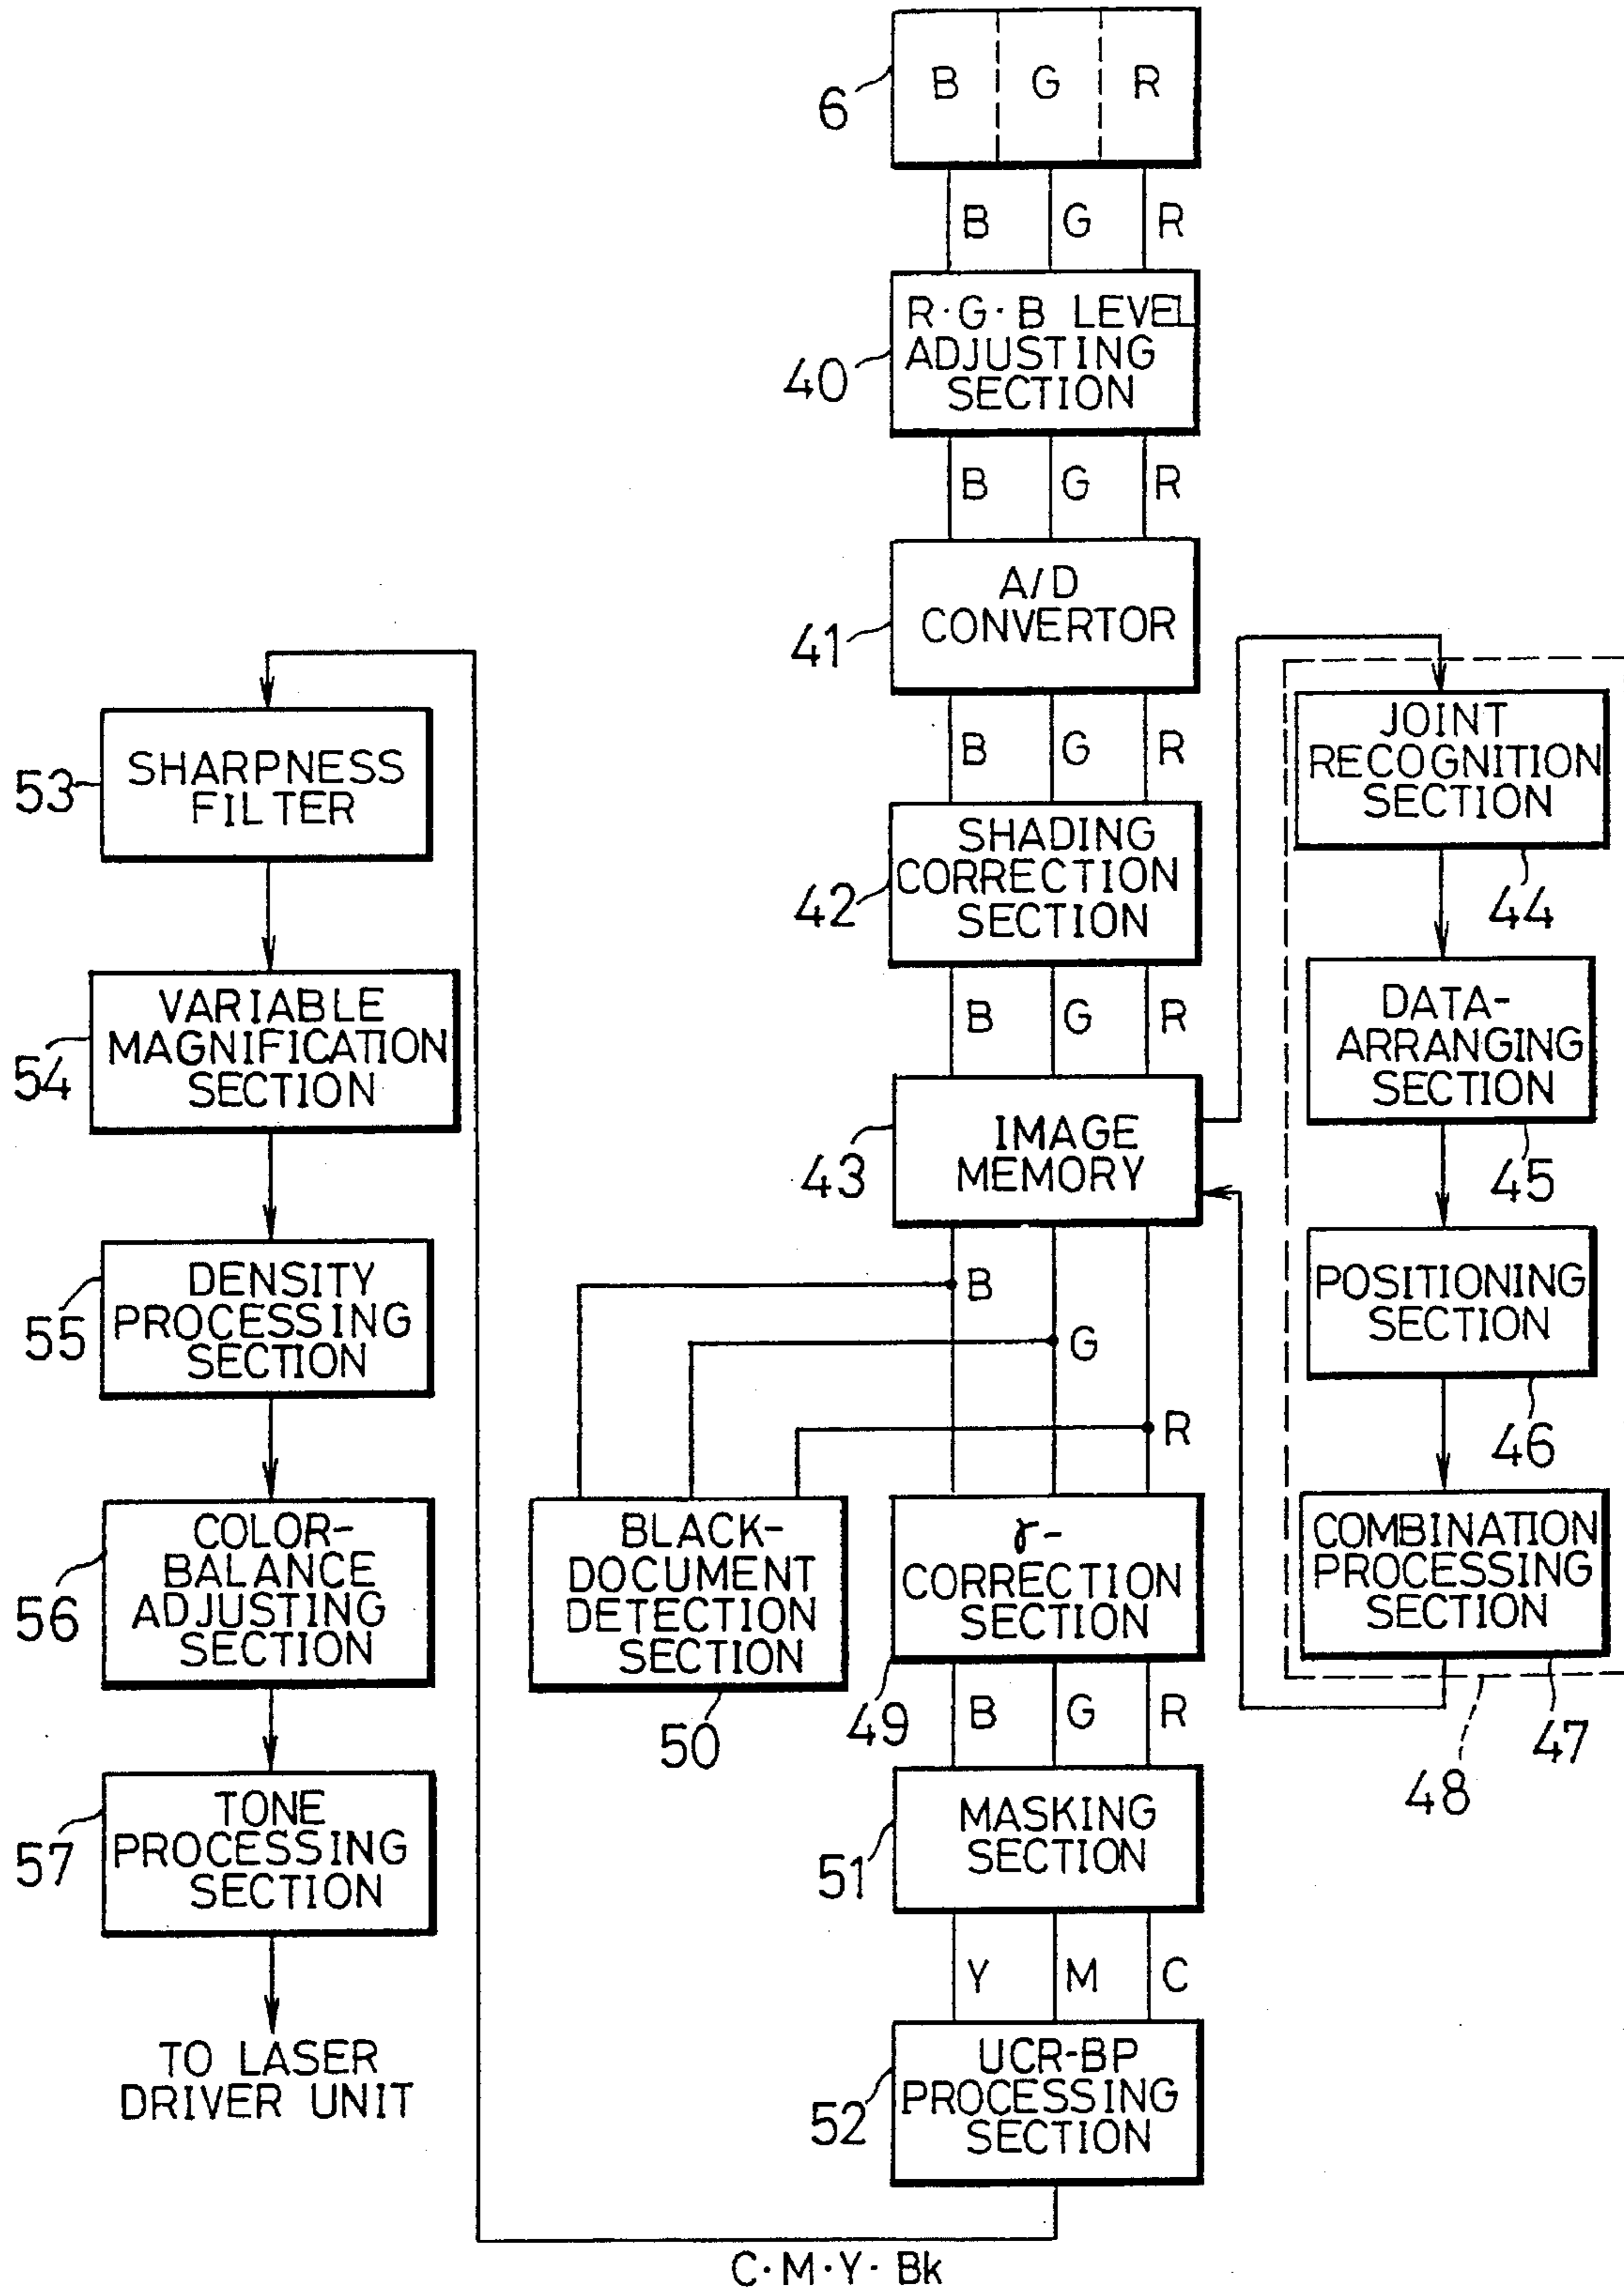 B G R
6
B G R
R·G·B LEVEL
ADJUSTING
SECTION
40
B G R
A/D
CONVERTOR
41
B G R
SHADING
CORRECTION
SECTION
42
B G R
IMAGE
MEMORY
43
JOINT
RECOGNITION
SECTION
44
DATA-
ARRANGING
SECTION
45
POSITIONING
SECTION
46
COMBINATION
PROCESSING
SECTION
47
48
B
G
R
BLACK-
DOCUMENT
DETECTION
SECTION
50
γ-
CORRECTION
SECTION
49
B G R
MASKING
SECTION
51
Y M C
UCR-BP
PROCESSING
SECTION
52
C·M·Y·Bk
SHARPNESS
FILTER
53
VARIABLE
MAGNIFICATION
SECTION
54
DENSITY
PROCESSING
SECTION
55
COLOR-
BALANCE
ADJUSTING
SECTION
56
TONE
PROCESSING
SECTION
57
TO LASER
DRIVER UNIT